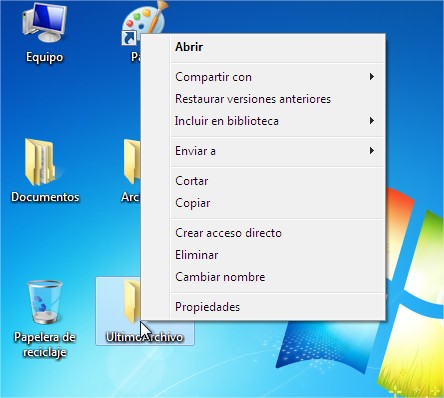 Equipo
Pa
Abrir
Compartir con
Restaurar versiones anteriores
Incluir en biblioteca
Enviar a
Cortar
Copiar
Crear acceso directo
Eliminar
Cambiar nombre
Propiedades
Documentos
Arc
Papelera de
reciclaje
UltimoArchivo